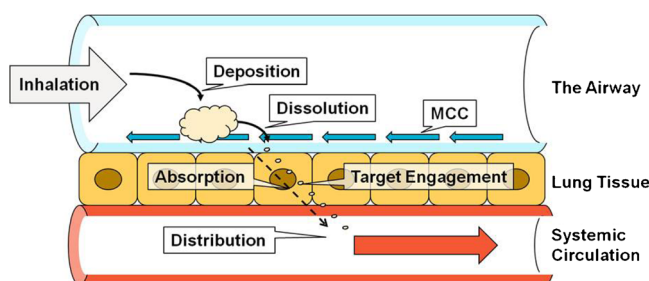 Inhalation
Deposition
Dissolution
MCC
The Airway
Absorption
Target Engagement
Lung Tissue
Distribution
Systemic
Circulation